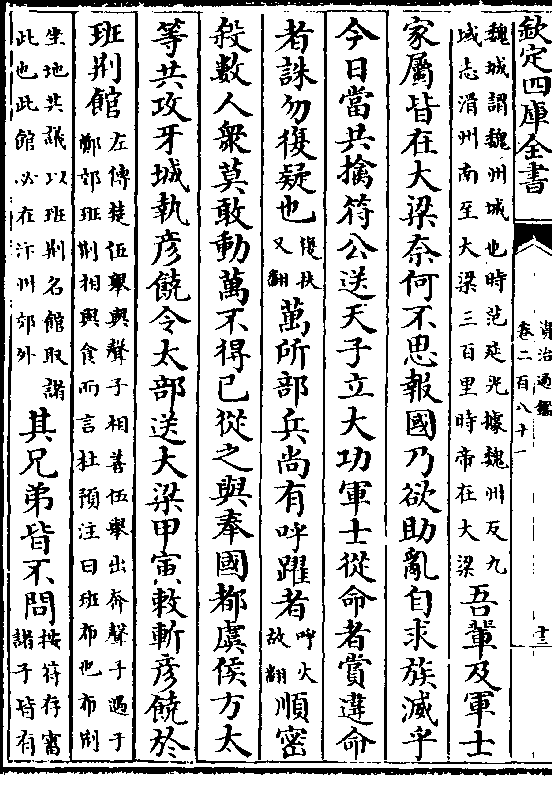 欽定四庫全書
資治通鑑
卷二百八十一
十三
魏城謂魏州城也時范延光據魏州反九
域志滑州南至大梁三百里時帝在大梁
吾輩及軍士
家屬皆在大梁奈何不思報國乃欲助亂自求族滅乎
今日當共擒符公送天子立大功軍士從命者賞違命
者誅勿復疑也復扶又翻萬所部兵尚有呼躍者呼火故翻順密
殺數人衆莫敢動萬不得已從之與奉國都虞侯方太
等共攻牙城執彦饒令太部送大梁甲寅敕斬彦饒於
班荆館
左傳楚伍舉與聲子相善伍舉出奔聲子遇于
鄭郊班荆相與食而言杜預注曰班布也布荆
坐地共議以班荆名館取諸
此也此館必在汴州郊外
其兄弟皆不問
按符存審
諸子時有